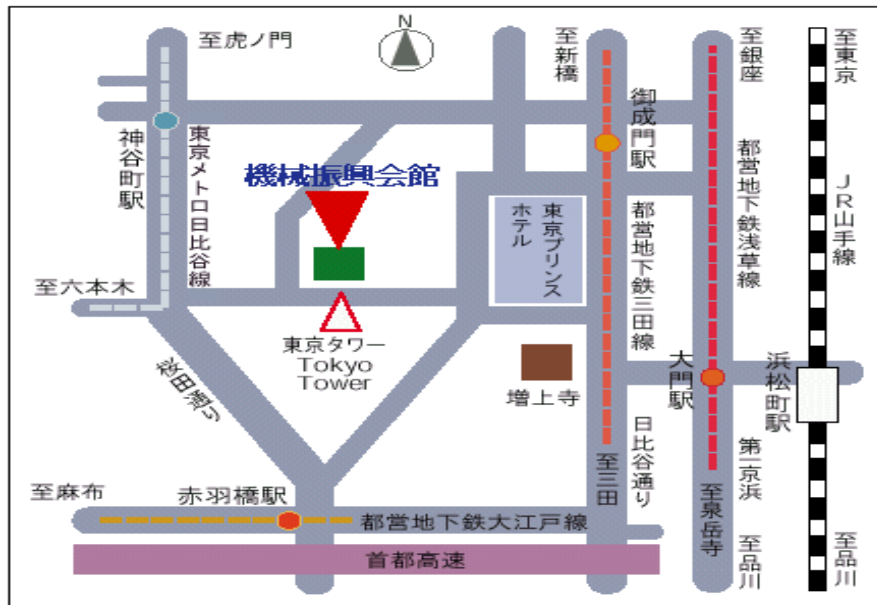 N
至虎ノ門
至新橋
至銀座
至東京
御成門駅
神谷町駅
東京メトロ日比谷線
機械振興会館
東京プリンス
ホテル
都営地下鉄三田線
都営地下鉄浅草線
JR山手線
至六本木
東京タワー
Tokyo
Tower
桜田通り
増上寺
大門駅
浜松町駅
日比谷通り
第一京浜
至三田
至泉岳寺
至品川
至品川
至麻布
赤羽橋駅
都営地下鉄大江戸線
首都高速